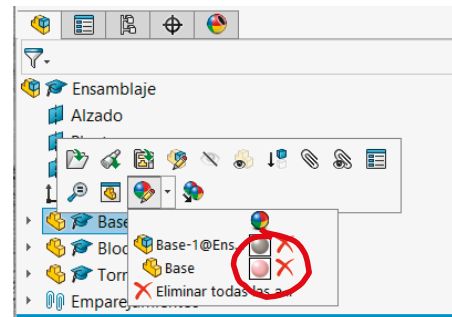 Ensamblaje
Alzado
Base
Base-1@Ens...
Bloc
Base
Torr
Eliminar todas las a...
Emparejamientos